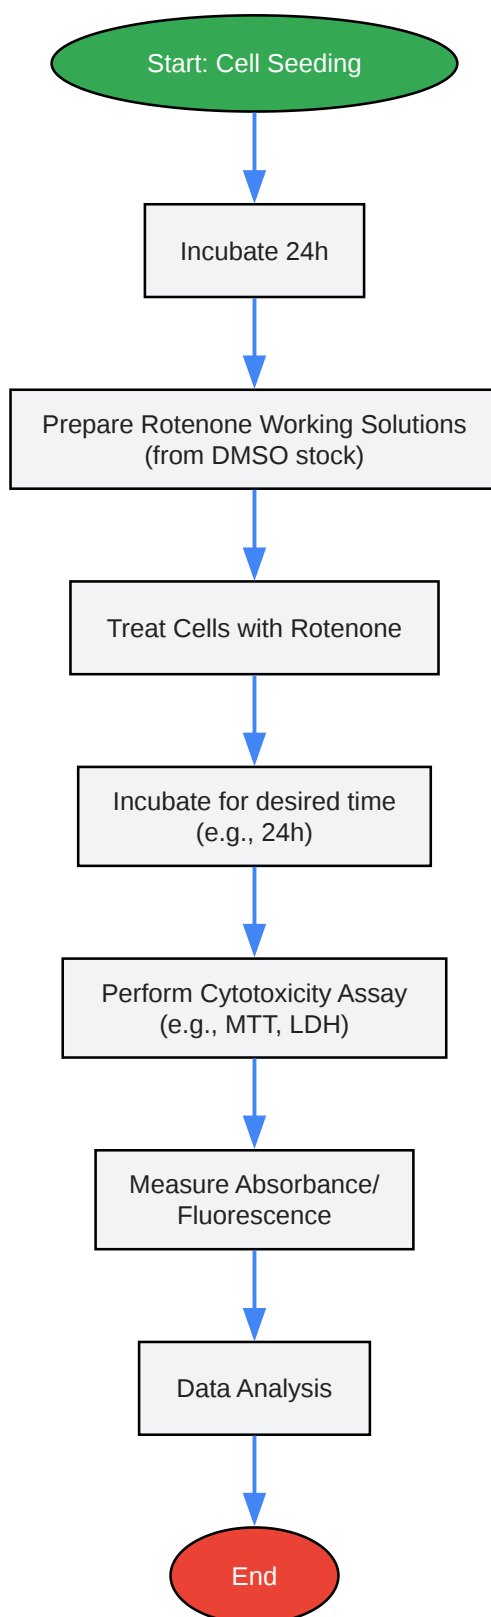 Start: Cell Seeding
Incubate 24h
Prepare Rotenone Working Solutions
(from DMSO stock)
Treat Cells with Rotenone
Incubate for desired time
(e.g., 24h)
Perform Cytotoxicity Assay
(e.g., MTT, LDH)
Measure Absorbance/
Fluorescence
Data Analysis
End